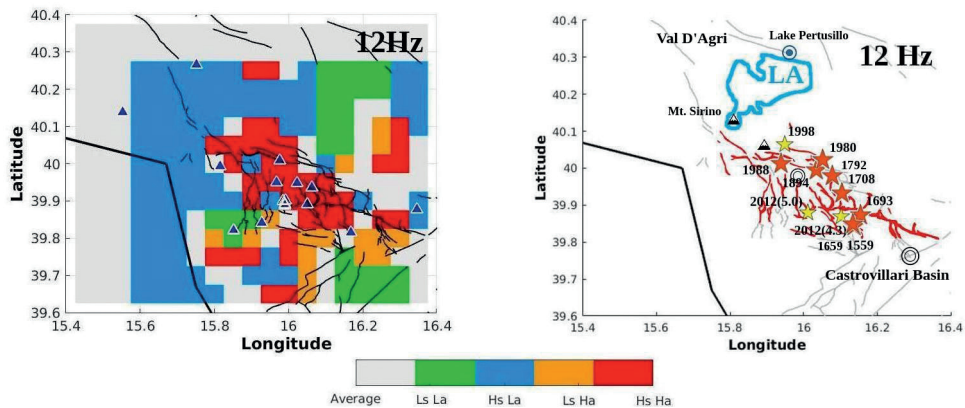 12Hz
40.4
40.3
40.2
40.1
40
39.9
39.8
39.7
39.6
Latitude
15.4
15.6
15.8
16
16.2
16.4
Longitude
Val D'Agri
Lake Pertusillo
12 Hz
LA
Mt. Sirino
1998
1980
1988
1792
1894
1708
2012(5.0)
1693
2012(4.3)
1659
1559
Castrovillari Basin
40.4
40.3
40.2
40.1
40
39.9
39.8
39.7
39.6
Latitude
15.4
15.6
15.8
16
16.2
16.4
Longitude
Average
Ls La
Hs La
Ls Ha
Hs Ha